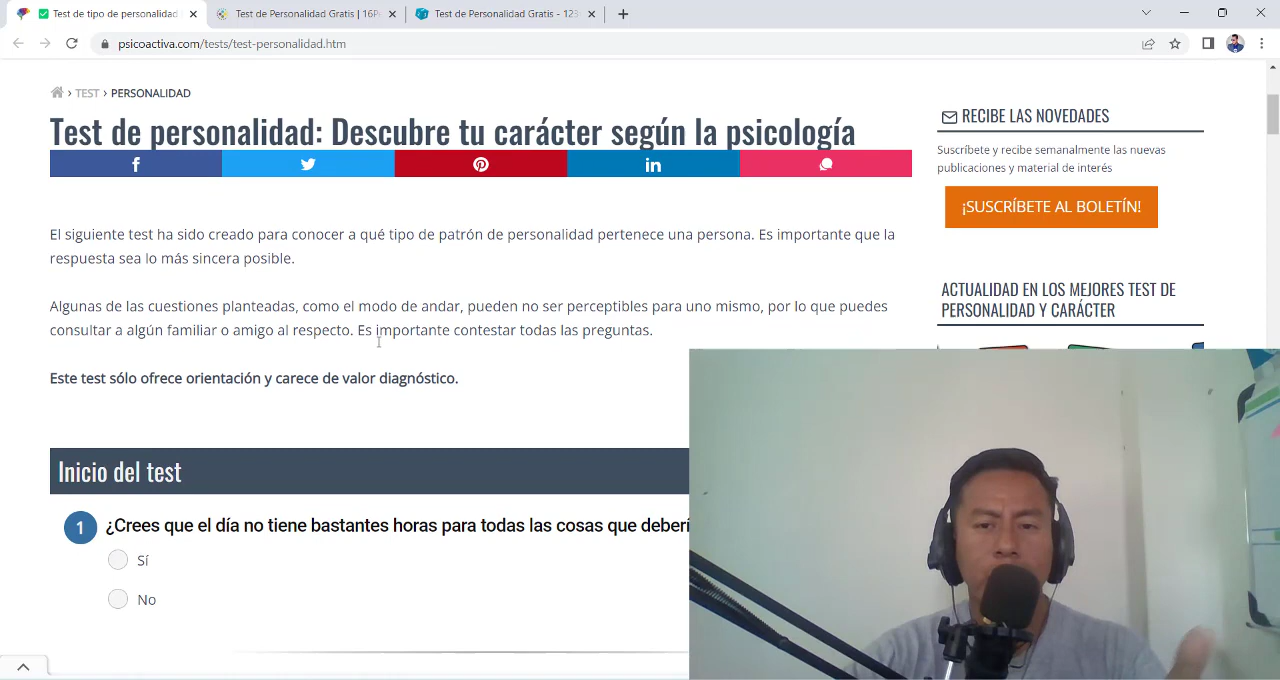 Test de tipo de personalidad
Test de Personalidad Gratis | 16Pe
Test de Personalidad Gratis - 123
psicoactiva.com/tests/test-personalidad.htm
› TEST › PERSONALIDAD
Test de personalidad: Descubre tu carácter según la psicología
El siguiente test ha sido creado para conocer a qué tipo de patrón de personalidad pertenece una persona. Es importante que la
respuesta sea lo más sincera posible.
Algunas de las cuestiones planteadas, como el modo de andar, pueden no ser perceptibles para uno mismo, por lo que puedes
consultar a algún familiar o amigo al respecto. Es importante contestar todas las preguntas.
Este test sólo ofrece orientación y carece de valor diagnóstico.
Inicio del test
1 ¿Crees que el día no tiene bastantes horas para todas las cosas que deberí
Sí
No
RECIBE LAS NOVEDADES
Suscríbete y recibe semanalmente las nuevas
publicaciones y material de interés
¡SUSCRÍBETE AL BOLETÍN!
ACTUALIDAD EN LOS MEJORES TEST DE
PERSONALIDAD Y CARÁCTER